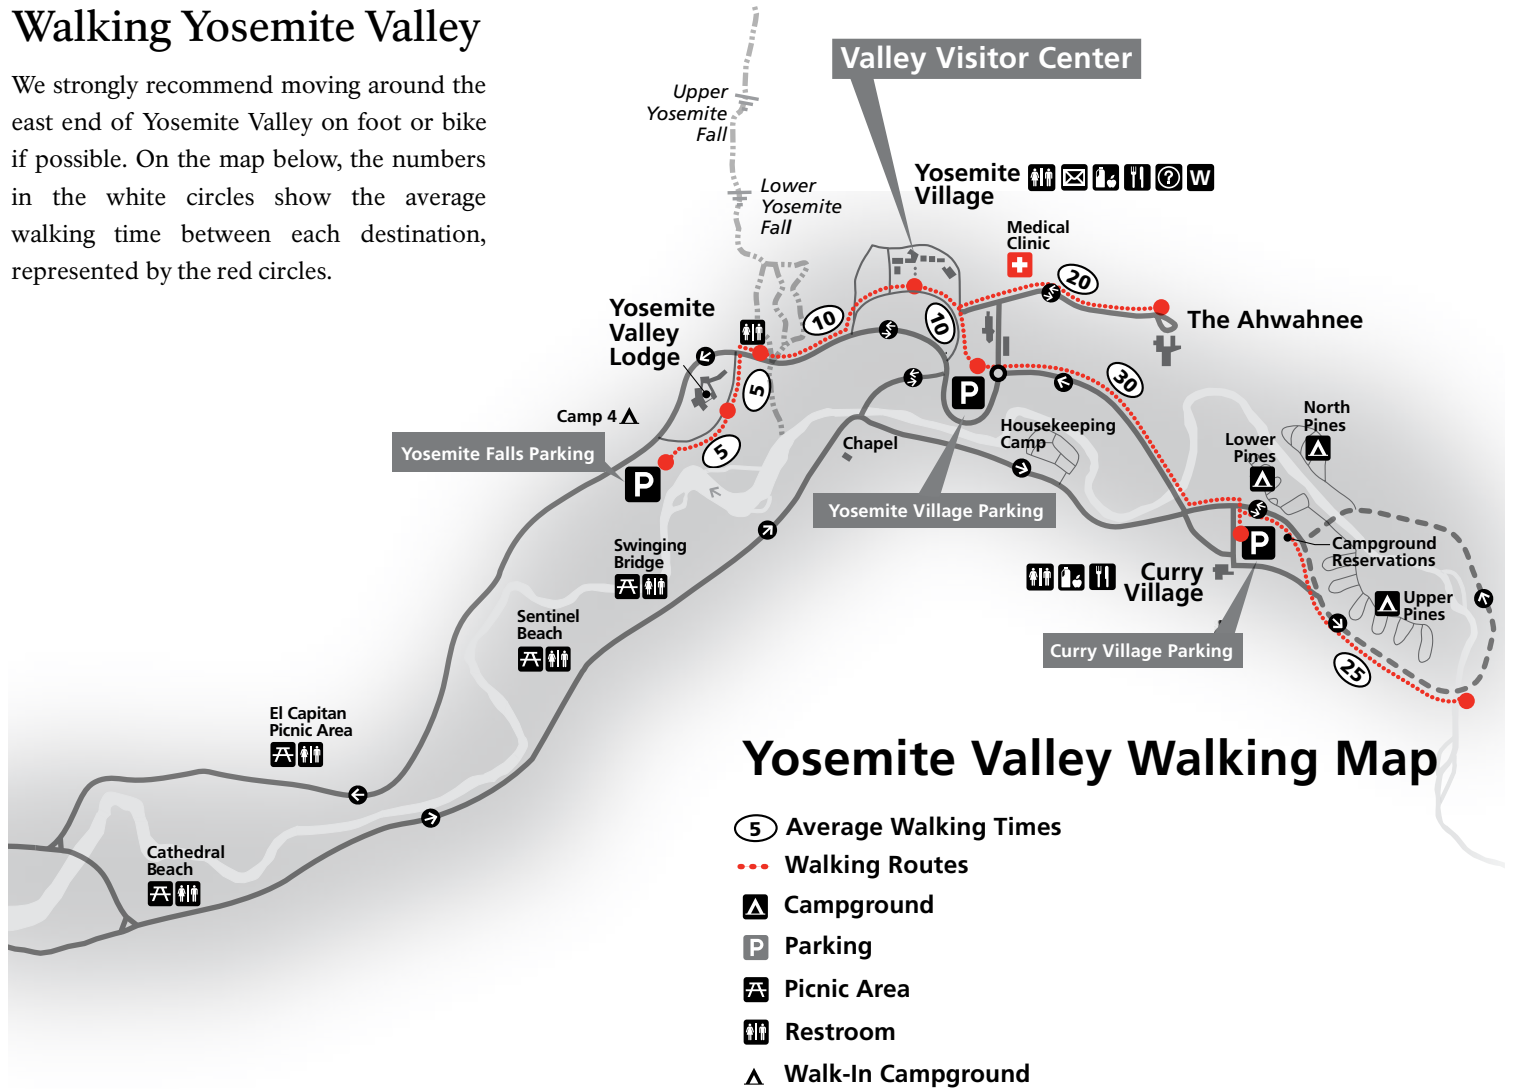 Walking Yosemite Valley
We strongly recommend moving around the
east end of Yosemite Valley on foot or bike
if possible. On the map below, the numbers
in the white circles show the average
walking time between each destination,
represented by the red circles.
Valley Visitor Center
Upper
Yosemite
Fall
Lower
Yosemite
Fall
Yosemite
Village
W
Medical
Clinic
20
The Ahwahnee
Yosemite
Valley
Lodge
10
10
5
5
30
Camp 4
Yosemite Falls Parking
P
P
Chapel
Housekeeping
Camp
Yosemite Village Parking
North
Pines
Lower
Pines
P
Campground
Reservations
Upper
Pines
Curry
Village
Curry Village Parking
25
Swinging
Bridge
Sentinel
Beach
El Capitan
Picnic Area
Cathedral
Beach
Yosemite Valley Walking Map
5 Average Walking Times
Walking Routes
Campground
P Parking
Picnic Area
Restroom
Walk-In Campground